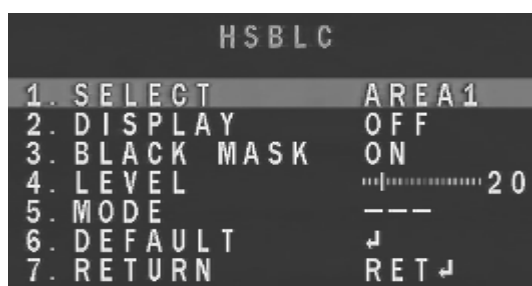 HSBLC
1. SELECT AREA1
2. DISPLAY OFF
3. BLACK MASK ON
4. LEVEL 20
5. MODE ---
6. DEFAULT ↲
7. RETURN RET↲